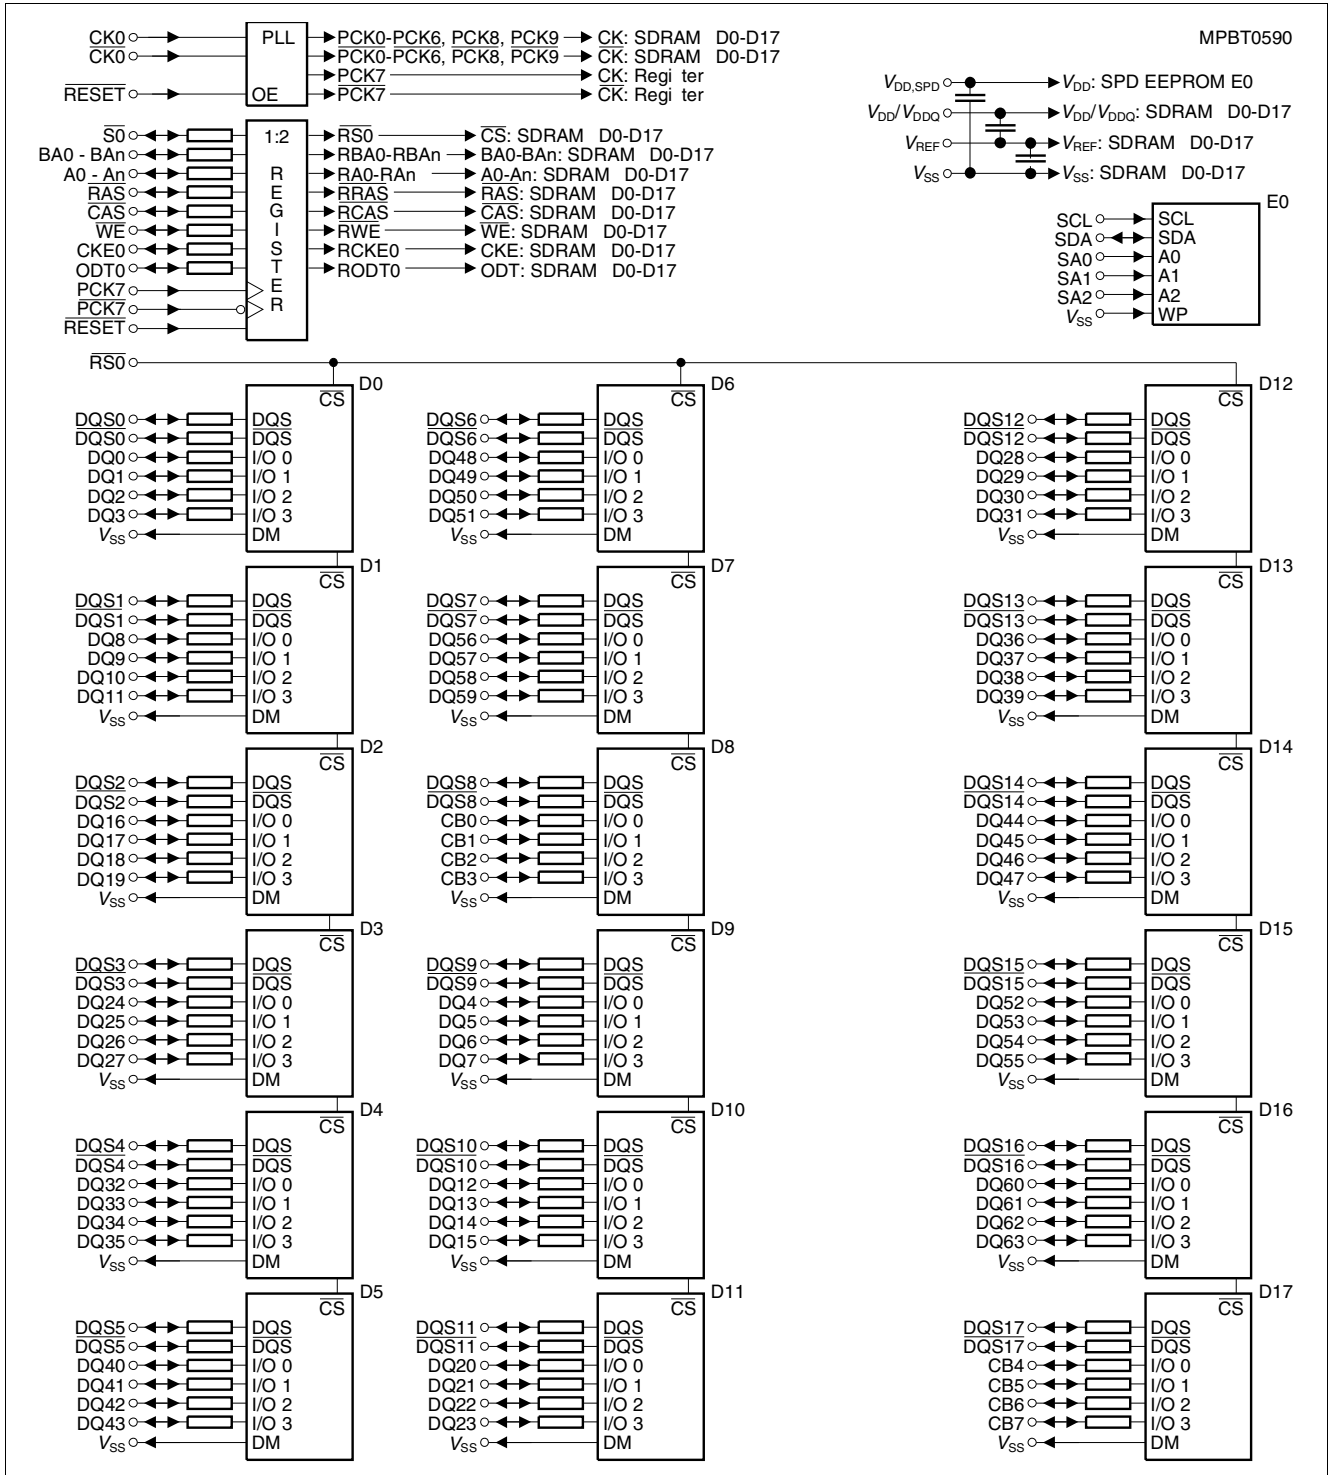 CK0 PLL PCK0-PCK6, PCK8, PCK9 CK: SDRAM D0-D17 MPBT0590
CK0 PCK0-PCK6, PCK8, PCK9 CK: SDRAM D0-D17
PCK7 CK: Regi ter
RESET OE PCK7 CK: Regi ter
VDD,SPD VDD: SPD EEPROM E0
VDD/VDDQ VDD/VDDQ: SDRAM D0-D17
VREF VREF: SDRAM D0-D17
VSS VSS: SDRAM D0-D17
S0 1:2 RS0 CS: SDRAM D0-D17
BA0 - BAn RBA0-RBAn BA0-BAn: SDRAM D0-D17
A0 - An R RA0-RAn A0-An: SDRAM D0-D17
RAS E RRAS RAS: SDRAM D0-D17
CAS G RCAS CAS: SDRAM D0-D17
WE I RWE WE: SDRAM D0-D17
CKE0 S RCKE0 CKE: SDRAM D0-D17
ODT0 T RODT0 ODT: SDRAM D0-D17
PCK7 E
PCK7 R
RESET
E0
SCL SCL
SDA SDA
SA0 A0
SA1 A1
SA2 A2
VSS WP
RS0
D0 D6 D12
CS CS CS
DQS0 DQS DQS6 DQS DQS12 DQS
DQS0 DQS DQS6 DQS DQS12 DQS
DQ0 I/O 0 DQ48 I/O 0 DQ28 I/O 0
DQ1 I/O 1 DQ49 I/O 1 DQ29 I/O 1
DQ2 I/O 2 DQ50 I/O 2 DQ30 I/O 2
DQ3 I/O 3 DQ51 I/O 3 DQ31 I/O 3
VSS DM VSS DM VSS DM
D1 D7 D13
CS CS CS
DQS1 DQS DQS7 DQS DQS13 DQS
DQS1 DQS DQS7 DQS DQS13 DQS
DQ8 I/O 0 DQ56 I/O 0 DQ36 I/O 0
DQ9 I/O 1 DQ57 I/O 1 DQ37 I/O 1
DQ10 I/O 2 DQ58 I/O 2 DQ38 I/O 2
DQ11 I/O 3 DQ59 I/O 3 DQ39 I/O 3
VSS DM VSS DM VSS DM
D2 D8 D14
CS CS CS
DQS2 DQS DQS8 DQS DQS14 DQS
DQS2 DQS DQS8 DQS DQS14 DQS
DQ16 I/O 0 CB0 I/O 0 DQ44 I/O 0
DQ17 I/O 1 CB1 I/O 1 DQ45 I/O 1
DQ18 I/O 2 CB2 I/O 2 DQ46 I/O 2
DQ19 I/O 3 CB3 I/O 3 DQ47 I/O 3
VSS DM VSS DM VSS DM
D3 D9 D15
CS CS CS
DQS3 DQS DQS9 DQS DQS15 DQS
DQS3 DQS DQS9 DQS DQS15 DQS
DQ24 I/O 0 DQ4 I/O 0 DQ52 I/O 0
DQ25 I/O 1 DQ5 I/O 1 DQ53 I/O 1
DQ26 I/O 2 DQ6 I/O 2 DQ54 I/O 2
DQ27 I/O 3 DQ7 I/O 3 DQ55 I/O 3
VSS DM VSS DM VSS DM
D4 D10 D16
CS CS CS
DQS4 DQS DQS10 DQS DQS16 DQS
DQS4 DQS DQS10 DQS DQS16 DQS
DQ32 I/O 0 DQ12 I/O 0 DQ60 I/O 0
DQ33 I/O 1 DQ13 I/O 1 DQ61 I/O 1
DQ34 I/O 2 DQ14 I/O 2 DQ62 I/O 2
DQ35 I/O 3 DQ15 I/O 3 DQ63 I/O 3
VSS DM VSS DM VSS DM
D5 D11 D17
CS CS CS
DQS5 DQS DQS11 DQS DQS17 DQS
DQS5 DQS DQS11 DQS DQS17 DQS
DQ40 I/O 0 DQ20 I/O 0 CB4 I/O 0
DQ41 I/O 1 DQ21 I/O 1 CB5 I/O 1
DQ42 I/O 2 DQ22 I/O 2 CB6 I/O 2
DQ43 I/O 3 DQ23 I/O 3 CB7 I/O 3
VSS DM VSS DM VSS DM